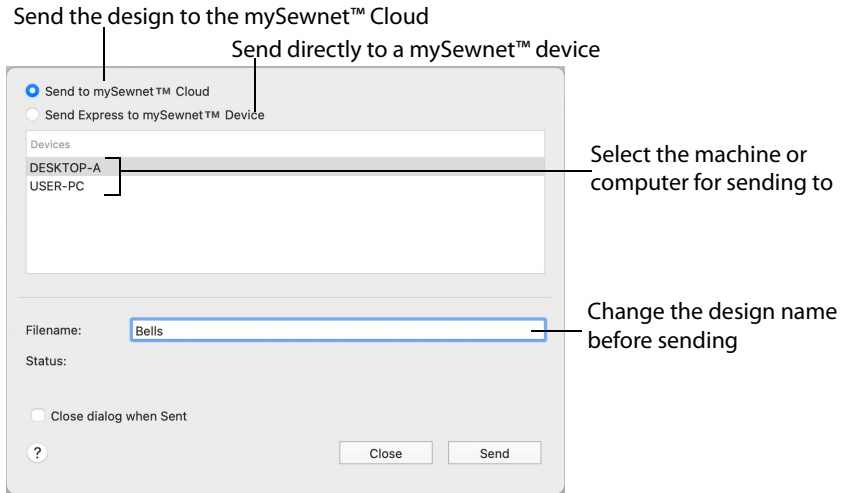 Send the design to the mySewnet™ Cloud
Send directly to a mySewnet™ device
Send to mySewnet™ Cloud
Send Express to mySewnet™ Device
Devices
DESKTOP-A
USER-PC
Select the machine or
computer for sending to
Filename:
Bells
Change the design name
before sending
Status:
Close dialog when Sent
?
Close
Send